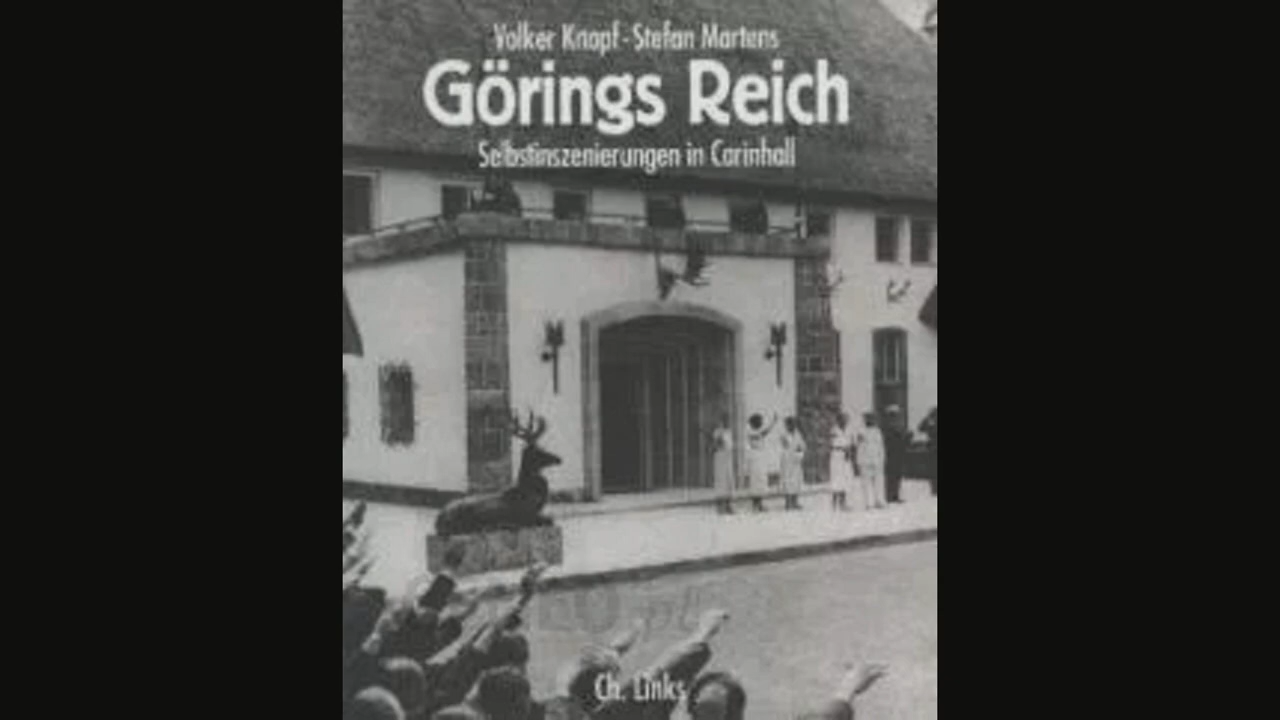 Volker Knopf - Stefan Martens
Görings Reich
Selbstinszenierungen in Carinhall
Ch. Links